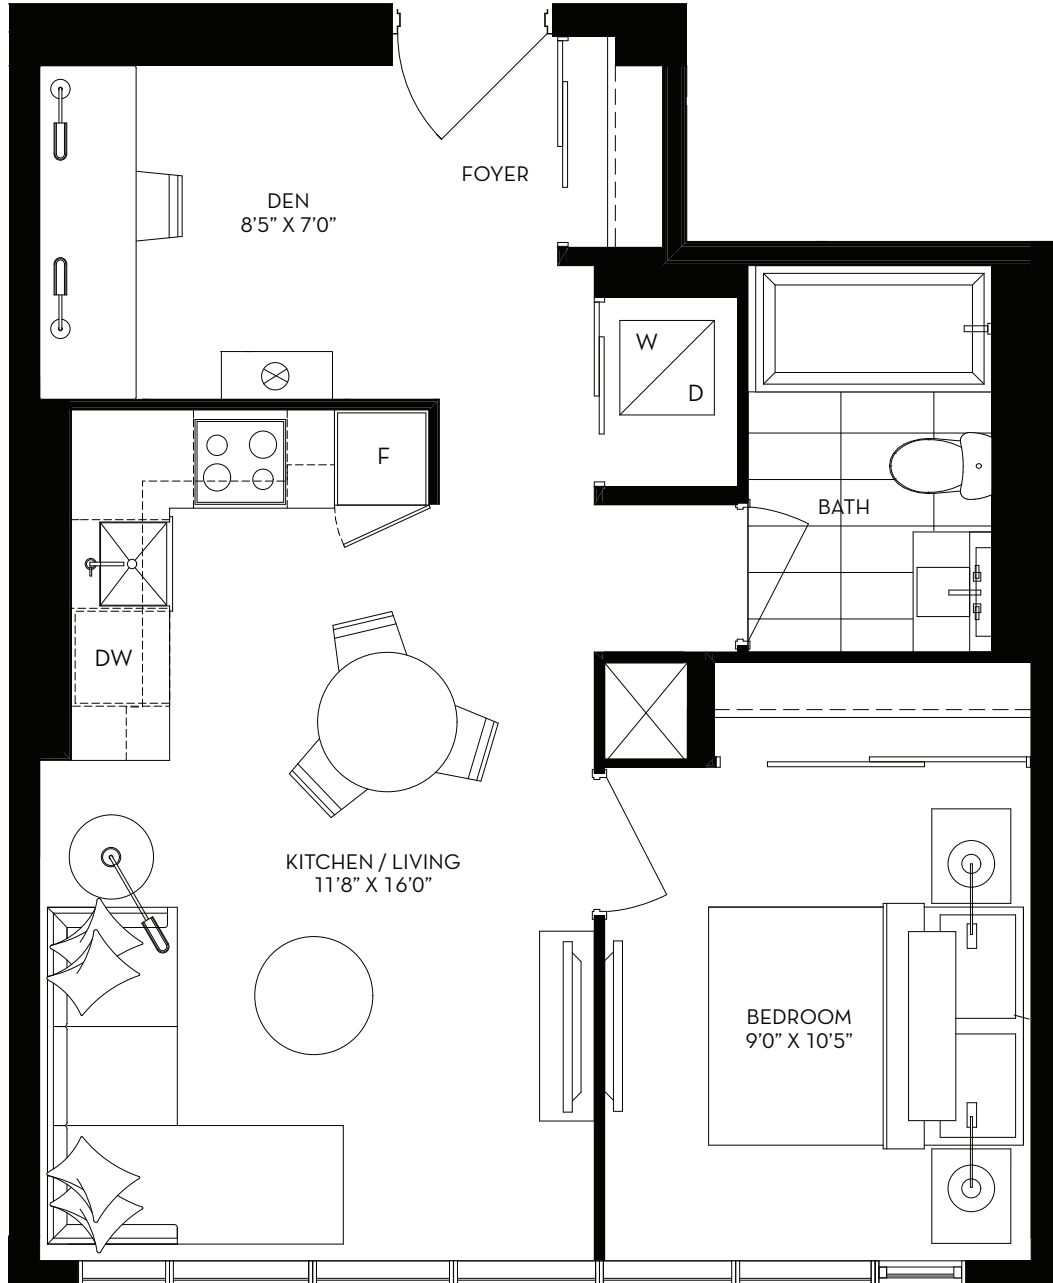 FOYER
DEN
8’5” X 7’0”
W
D
F
BATH
DW
KITCHEN / LIVING
11’8” X 16’0”
BEDROOM
9’0” X 10’5”